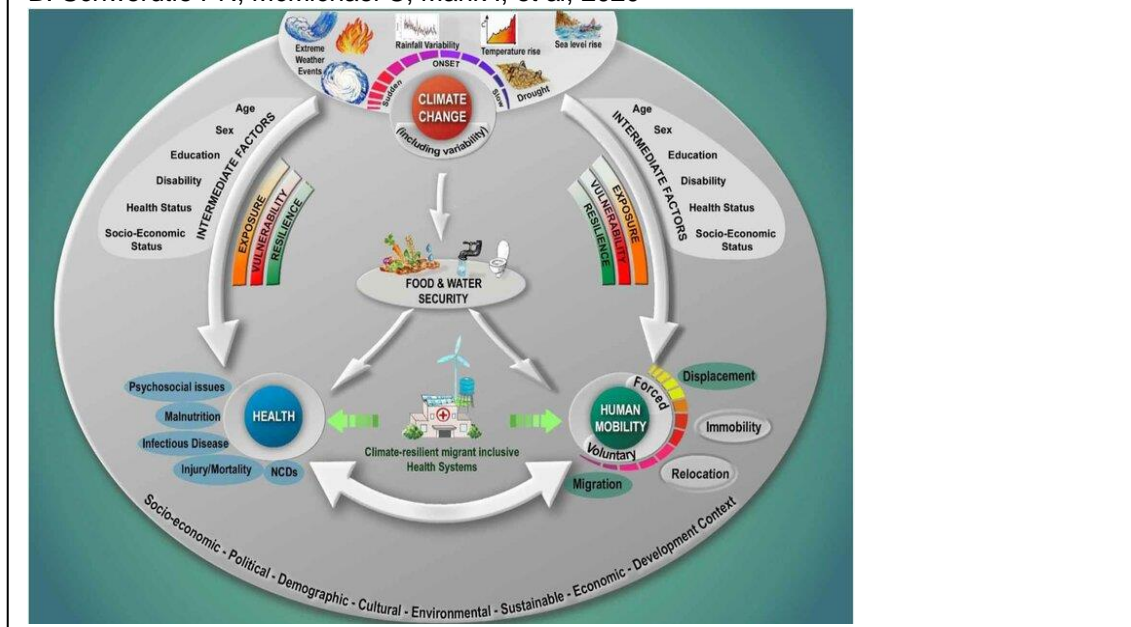 Extreme
Weather
Events
Rainfall Variability
Temperature rise
Sea level rise
ONSET
Sudden
Slow
Drought
CLIMATE
CHANGE
(including variability)
Age
Sex
Education
Disability
Health Status
Socio-Economic
Status
INTERMEDIATE FACTORS
EXPOSURE
VULNERABILITY
RESILIENCE
Age
Sex
Education
Disability
Health Status
Socio-Economic
Status
INTERMEDIATE FACTORS
EXPOSURE
VULNERABILITY
RESILIENCE
FOOD & WATER
SECURITY
Psychosocial issues
Malnutrition
Infectious Disease
Injury/Mortality
NCDs
HEALTH
Climate-resilient migrant inclusive
Health Systems
HUMAN
MOBILITY
Forced
Voluntary
Displacement
Immobility
Relocation
Migration
Socio-economic - Political - Demographic - Cultural - Environmental - Sustainable - Economic - Development Context